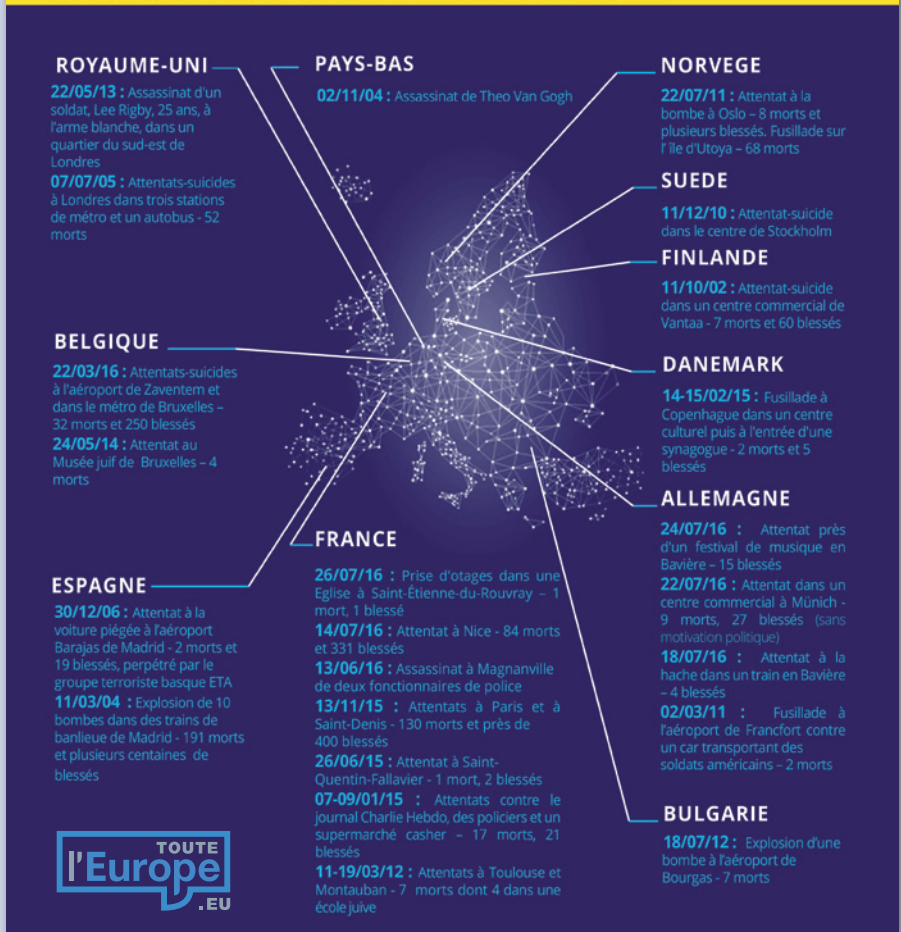 ROYAUME-UNI
22/05/13 : Assassinat d'un
soldat, Lee Rigby, 25 ans, à
l'arme blanche, dans un
quartier du sud-est de
Londres
07/07/05 : Attentats-suicides
à Londres dans trois stations
de métro et un autobus - 52
morts
PAYS-BAS
02/11/04 : Assassinat de Theo Van Gogh
NORVEGE
22/07/11 : Attentat à la
bombe à Oslo – 8 morts et
plusieurs blessés. Fusillade sur
l' île d'Utoya – 68 morts
SUEDE
11/12/10 : Attentat-suicide
dans le centre de Stockholm
FINLANDE
11/10/02 : Attentat-suicide
dans un centre commercial de
Vantaa - 7 morts et 60 blessés
BELGIQUE
22/03/16 : Attentats-suicides
à l'aéroport de Zaventem et
dans le métro de Bruxelles –
32 morts et 250 blessés
24/05/14 : Attentat au
Musée juif de Bruxelles – 4
morts
DANEMARK
14-15/02/15 : Fusillade à
Copenhague dans un centre
culturel puis à l'entrée d'une
synagogue - 2 morts et 5
blessés
ESPAGNE
30/12/06 : Attentat à la
voiture piégée à l'aéroport
Barajas de Madrid - 2 morts et
19 blessés, perpétré par le
groupe terroriste basque ETA
11/03/04 : Explosion de 10
bombes dans des trains de
banlieue de Madrid - 191 morts
et plusieurs centaines de
blessés
FRANCE
26/07/16 : Prise d'otages dans une
Eglise à Saint-Étienne-du-Rouvray – 1
mort, 1 blessé
14/07/16 : Attentat à Nice - 84 morts
et 331 blessés
13/06/16 : Assassinat à Magnanville
de deux fonctionnaires de police
13/11/15 : Attentats à Paris et à
Saint-Denis - 130 morts et près de
400 blessés
26/06/15 : Attentat à Saint-
Quentin-Fallavier - 1 mort, 2 blessés
07-09/01/15 : Attentats contre le
journal Charlie Hebdo, des policiers et un
supermarché casher – 17 morts, 21
blessés
11-19/03/12 : Attentats à Toulouse et
Montauban - 7 morts dont 4 dans une
école juive
ALLEMAGNE
24/07/16 : Attentat près
d'un festival de musique en
Bavière – 15 blessés
22/07/16 : Attentat dans un
centre commercial à Münich -
9 morts, 27 blessés (sans
motivation politique)
18/07/16 : Attentat à la
hache dans un train en Bavière
– 4 blessés
02/03/11 : Fusillade à
l'aéroport de Francfort contre
un car transportant des
soldats américains – 2 morts
BULGARIE
18/07/12 : Explosion d'une
bombe à l'aéroport de
Bourgas - 7 morts
TOUTE
l'Europe
.EU